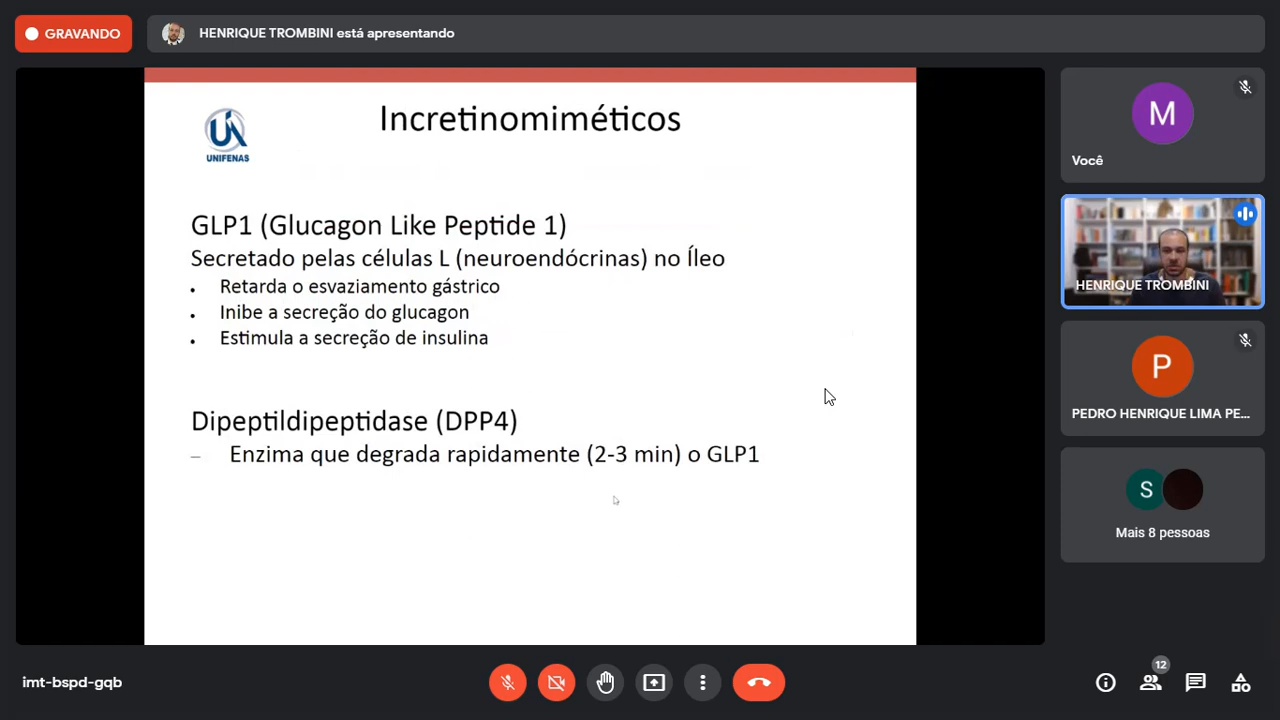 GRAVANDO
HENRIQUE TROMBINI está apresentando
UNIFENAS
Incretinomiméticos
GLP1 (Glucagon Like Peptide 1)
Secretado pelas células L (neuroendócrinas) no Íleo
• Retarda o esvaziamento gástrico
• Inibe a secreção do glucagon
• Estimula a secreção de insulina
Dipeptildipeptidase (DPP4)
– Enzima que degrada rapidamente (2-3 min) o GLP1
M
Você
HENRIQUE TROMBINI
P
PEDRO HENRIQUE LIMA PE...
S
Mais 8 pessoas
imt-bspd-gqb
12